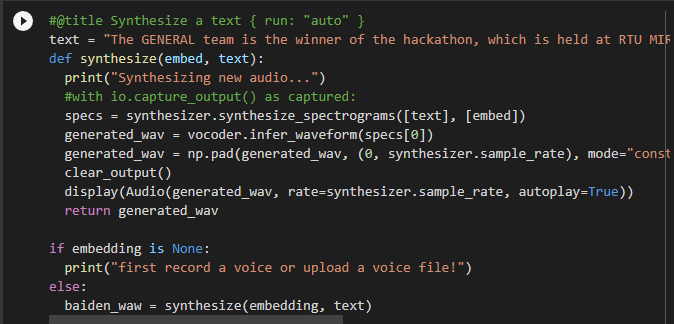 #@title Synthesize a text { run: "auto" }
text = "The GENERAL team is the winner of the hackathon, which is held at RTU MIR
def synthesize(embed, text):
  print("Synthesizing new audio...")
  #with io.capture_output() as captured:
  specs = synthesizer.synthesize_spectrograms([text], [embed])
  generated_wav = vocoder.infer_waveform(specs[0])
  generated_wav = np.pad(generated_wav, (0, synthesizer.sample_rate), mode="const
  clear_output()
  display(Audio(generated_wav, rate=synthesizer.sample_rate, autoplay=True))
  return generated_wav

if embedding is None:
  print("first record a voice or upload a voice file!")
else:
  baiden_waw = synthesize(embedding, text)